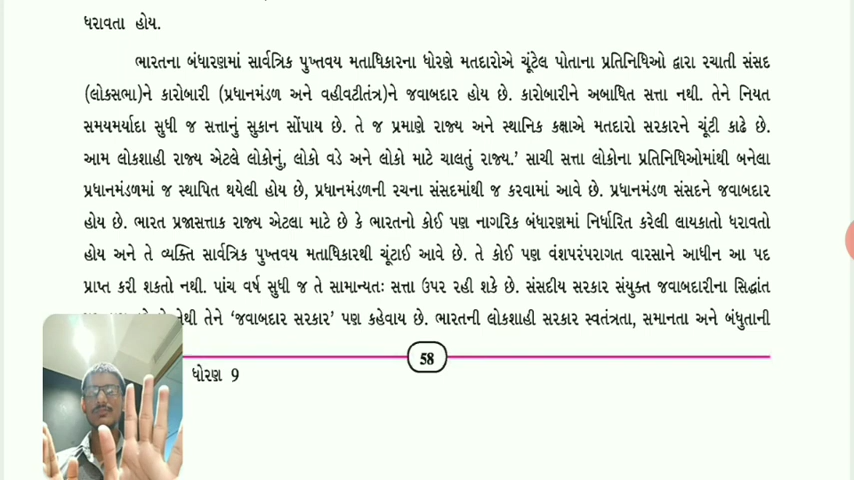 ધરાવતા હોય.
ભારતના બંધારણમાં સાર્વત્રિક પુખ્તવય મતાધિકારના ધોરણે મતદારોએ ચૂંટેલ પોતાના પ્રતિનિધિઓ દ્વારા રચાતી સંસદ
(લોકસભા)ને કારોબારી (પ્રધાનમંડળ અને વહીવટીતંત્ર)ને જવાબદાર હોય છે. કારોબારીને અબાધિત સત્તા નથી. તેને નિયત
સમયમર્યાદા સુધી જ સત્તાનું સુકાન સોંપાય છે. તે જ પ્રમાણે રાજ્ય અને સ્થાનિક કક્ષાએ મતદારો સરકારને ચૂંટી કાઢે છે.
આમ લોકશાહી રાજ્ય એટલે લોકોનું, લોકો વડે અને લોકો માટે ચાલતું રાજ્ય.' સાચી સત્તા લોકોના પ્રતિનિધિઓમાંથી બનેલા
પ્રધાનમંડળમાં જ સ્થાપિત થયેલી હોય છે, પ્રધાનમંડળની રચના સંસદમાંથી જ કરવામાં આવે છે. પ્રધાનમંડળ સંસદને જવાબદાર
હોય છે. ભારત પ્રજાસત્તાક રાજ્ય એટલા માટે છે કે ભારતનો કોઈ પણ નાગરિક બંધારણમાં નિર્ધારિત કરેલી લાયકાતો ધરાવતો
હોય અને તે વ્યક્તિ સાર્વત્રિક પુખ્તવય મતાધિકારથી ચૂંટાઈ આવે છે. તે કોઈ પણ વંશપરંપરાગત વારસાને આધીન આ પદ
પ્રાપ્ત કરી શકતો નથી. પાંચ વર્ષ સુધી જ તે સામાન્યતઃ સત્તા ઉપર રહી શકે છે. સંસદીય સરકાર સંયુક્ત જવાબદારીના સિદ્ધાંત
તેને 'જવાબદાર સરકાર' પણ કહેવાય છે. ભારતની લોકશાહી સરકાર સ્વતંત્રતા, સમાનતા અને બંધુતાની
58
ધોરણ 9